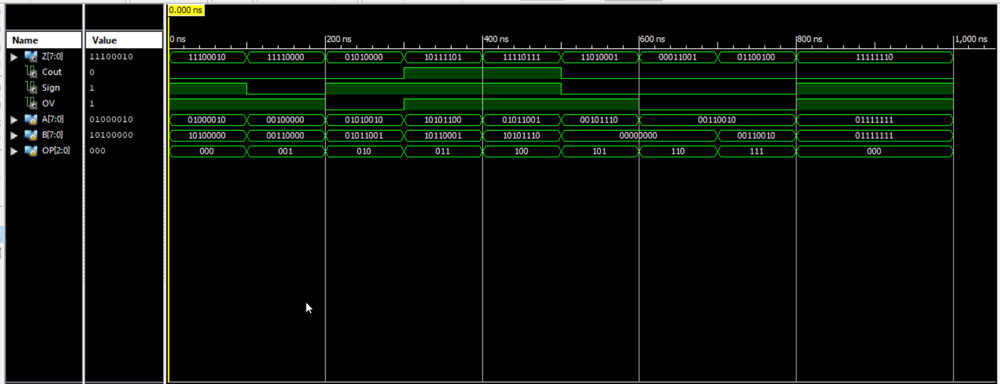 0.000 ns
Name Value
0 ns 200 ns 400 ns 600 ns 800 ns 1,000 ns
Z[7:0] 11100010 11100010 11110000 01010000 10111101 11110111 11010001 00011001 01100100 11111110
Cout 0
Sign 1
OV 1
A[7:0] 01000010 01000010 00100000 01010010 10101100 01011001 00101110 00110010 01111111
B[7:0] 10100000 10100000 00110000 01011001 10110001 10101110 00000000 00110010 01111111
OP[2:0] 000 000 001 010 011 100 101 110 111 000